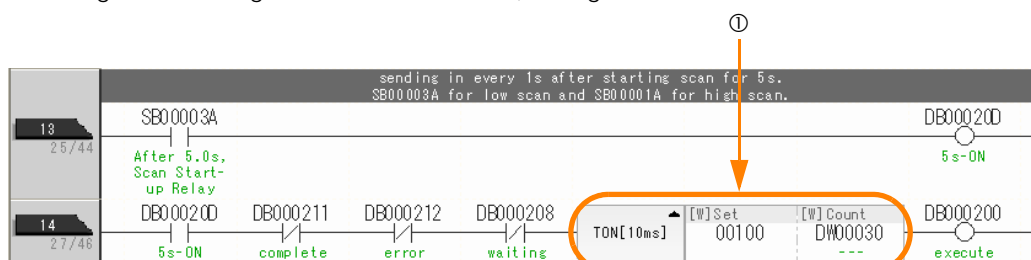 ①
sending in every 1s after starting scan for 5s.
SB00003A for low scan and SB00001A for high scan.
13
25/44
SB00003A
DB00020D
After 5.0s,
Scan Start-
up Relay
5s-ON
14
27/46
DB00020D DB000211 DB000212 DB000208 TON[10ms] [W]Set [W]Count DB000200
00100 DW00030
5s-ON complete error waiting --- execute